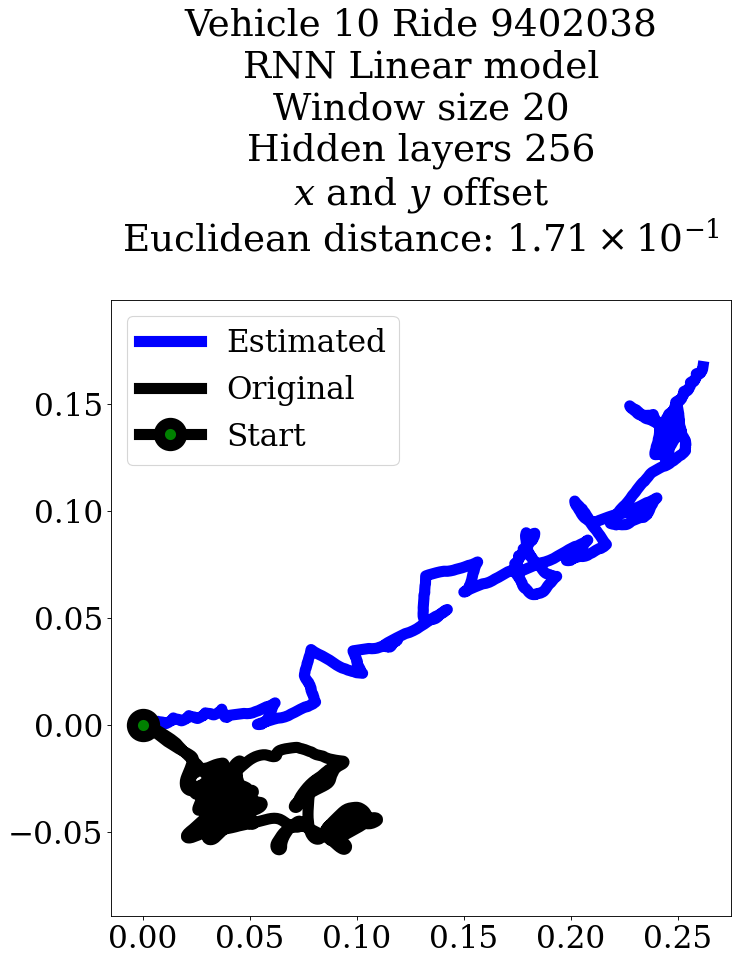 Vehicle 10 Ride 9402038
RNN Linear model
Window size 20
Hidden layers 256
x and y offset
Euclidean distance: 1.71 × 10⁻¹
Estimated
Original
Start
0.15
0.10
0.05
0.00
−0.05
0.00 0.05 0.10 0.15 0.20 0.25